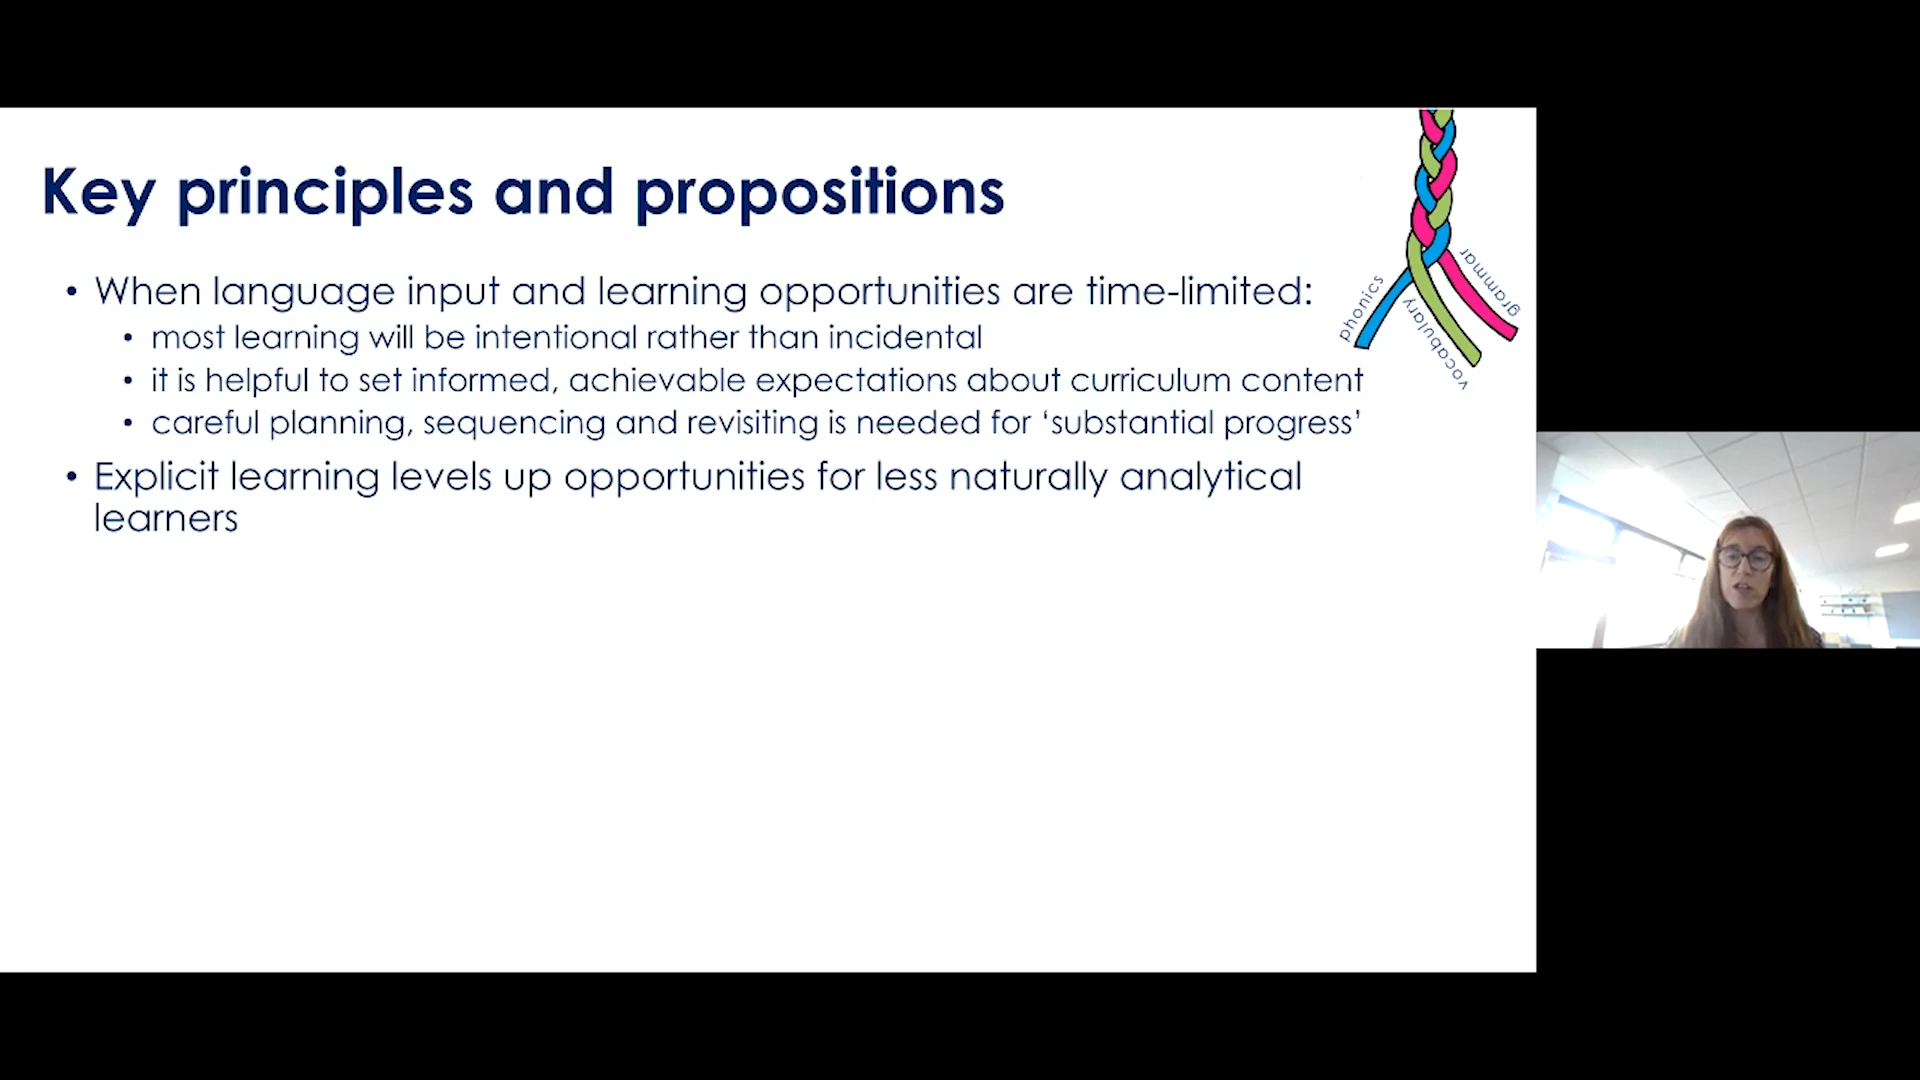 Key principles and propositions
• When language input and learning opportunities are time-limited:
• most learning will be intentional rather than incidental
• it is helpful to set informed, achievable expectations about curriculum content
• careful planning, sequencing and revisiting is needed for ‘substantial progress’
• Explicit learning levels up opportunities for less naturally analytical
learners
phonics
vocabulary
grammar